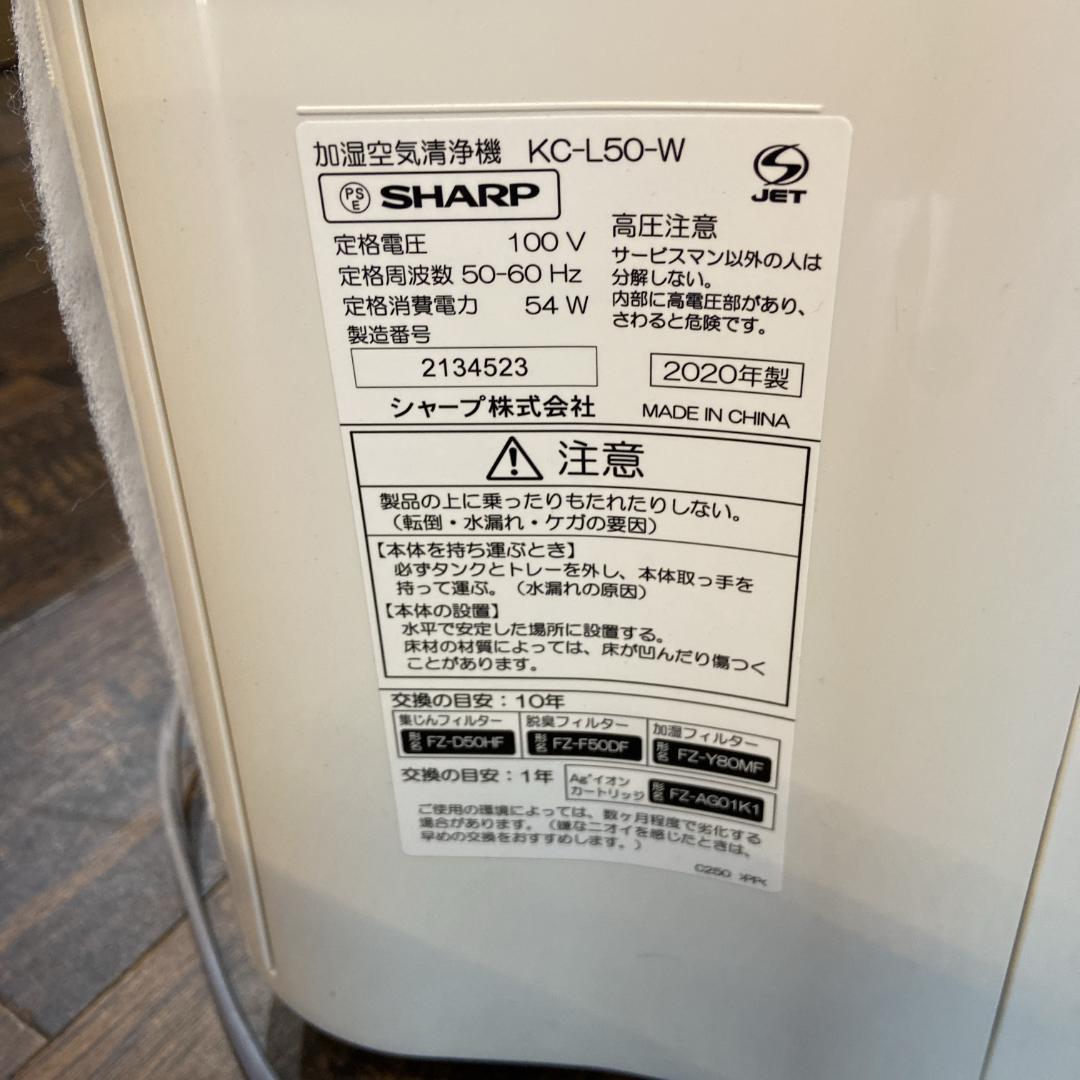 加湿空気清浄機 KC-L50-W
PSE SHARP
JET
定格電圧 100 V
定格周波数 50-60 Hz
定格消費電力 54 W
製造番号
2134523
シャープ株式会社
高圧注意
サービスマン以外の人は
分解しない。
内部に高電圧部があり、
さわると危険です。
2020年製
MADE IN CHINA
注意
製品の上に乗ったりもたれたりしない。
（転倒・水漏れ・ケガの要因）
【本体を持ち運ぶとき】
必ずタンクとトレーを外し、本体取っ手を
持って運ぶ。（水漏れの原因）
【本体の設置】
水平で安定した場所に設置する。
床材の材質によっては、床が凹んだり傷つく
ことがあります。
交換の目安：10年
集じんフィルター
形名 FZ-D50HF
脱臭フィルター
形名 FZ-F50DF
加湿フィルター
形名 FZ-Y80MF
交換の目安：1年
Ag⁺イオン
カートリッジ
形名 FZ-AG01K1
ご使用の環境によっては、数ヶ月程度で劣化する
場合があります。（嫌なニオイを感じたときは、
早めの交換をおすすめします。）
C250 >PP<